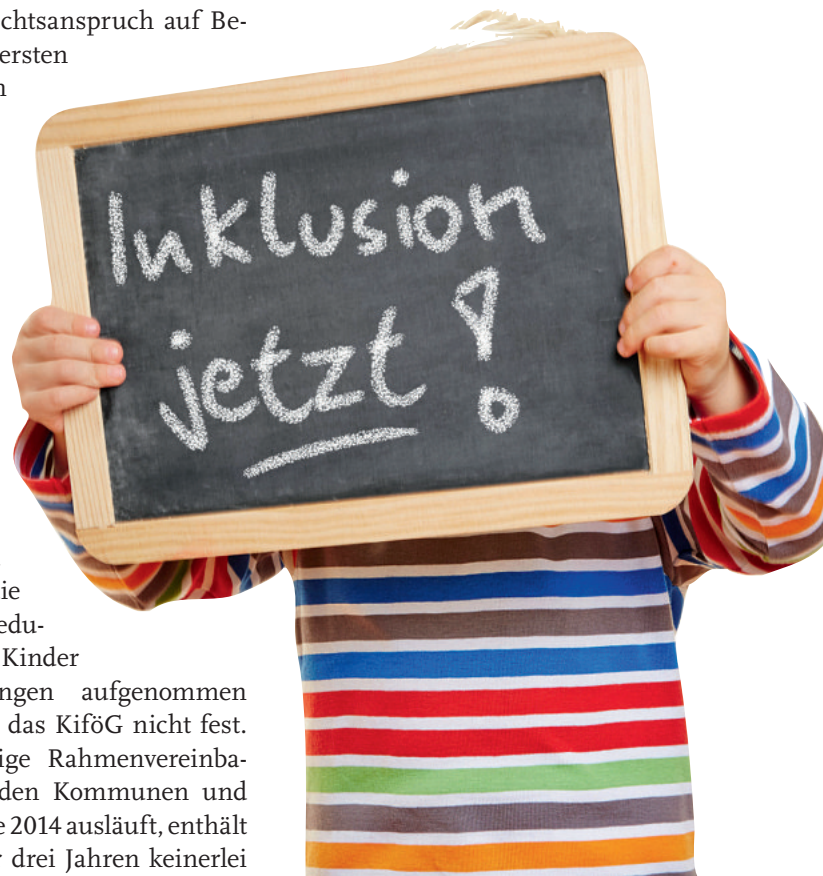 chtsanspruch auf Be-
ersten
Inklusion
jetzt!
ie
edu-
Kinder
ngen aufgenommen
das KiföG nicht fest.
ige Rahmenvereinba-
den Kommunen und
e 2014 ausläuft, enthält
r drei Jahren keinerlei